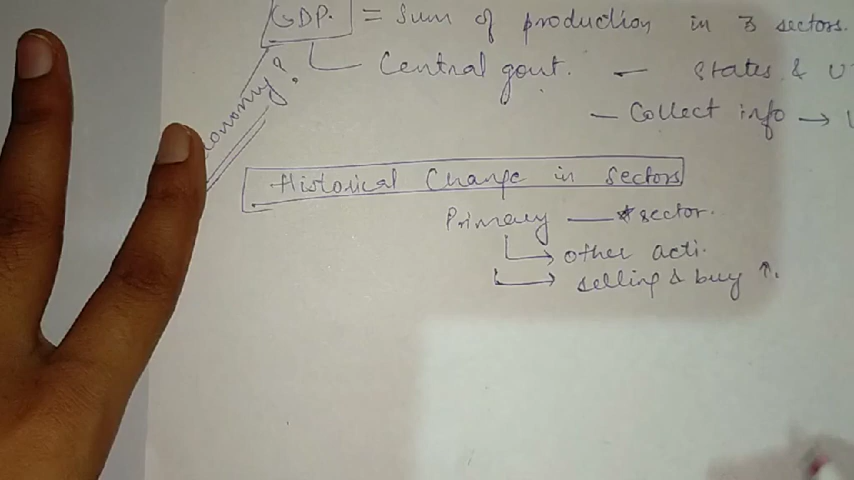 GDP. = Sum of production in 3 sectors.
Central govt. — States & U
— Collect info →
onomy?
Historical Change in Sectors
Primary — * sector.
→ other acti.
→ selling & buy ↑.